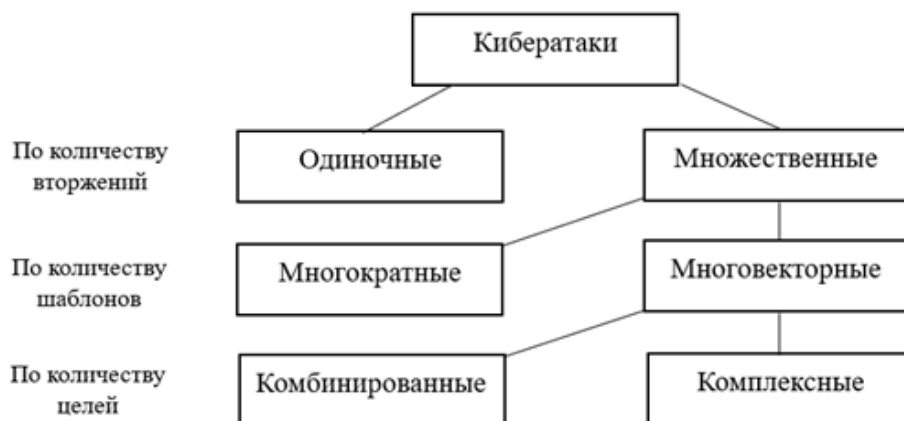 Кибератаки
По количеству
вторжений
Одиночные
Множественные
По количеству
шаблонов
Многократные
Многовекторные
По количеству
целей
Комбинированные
Комплексные